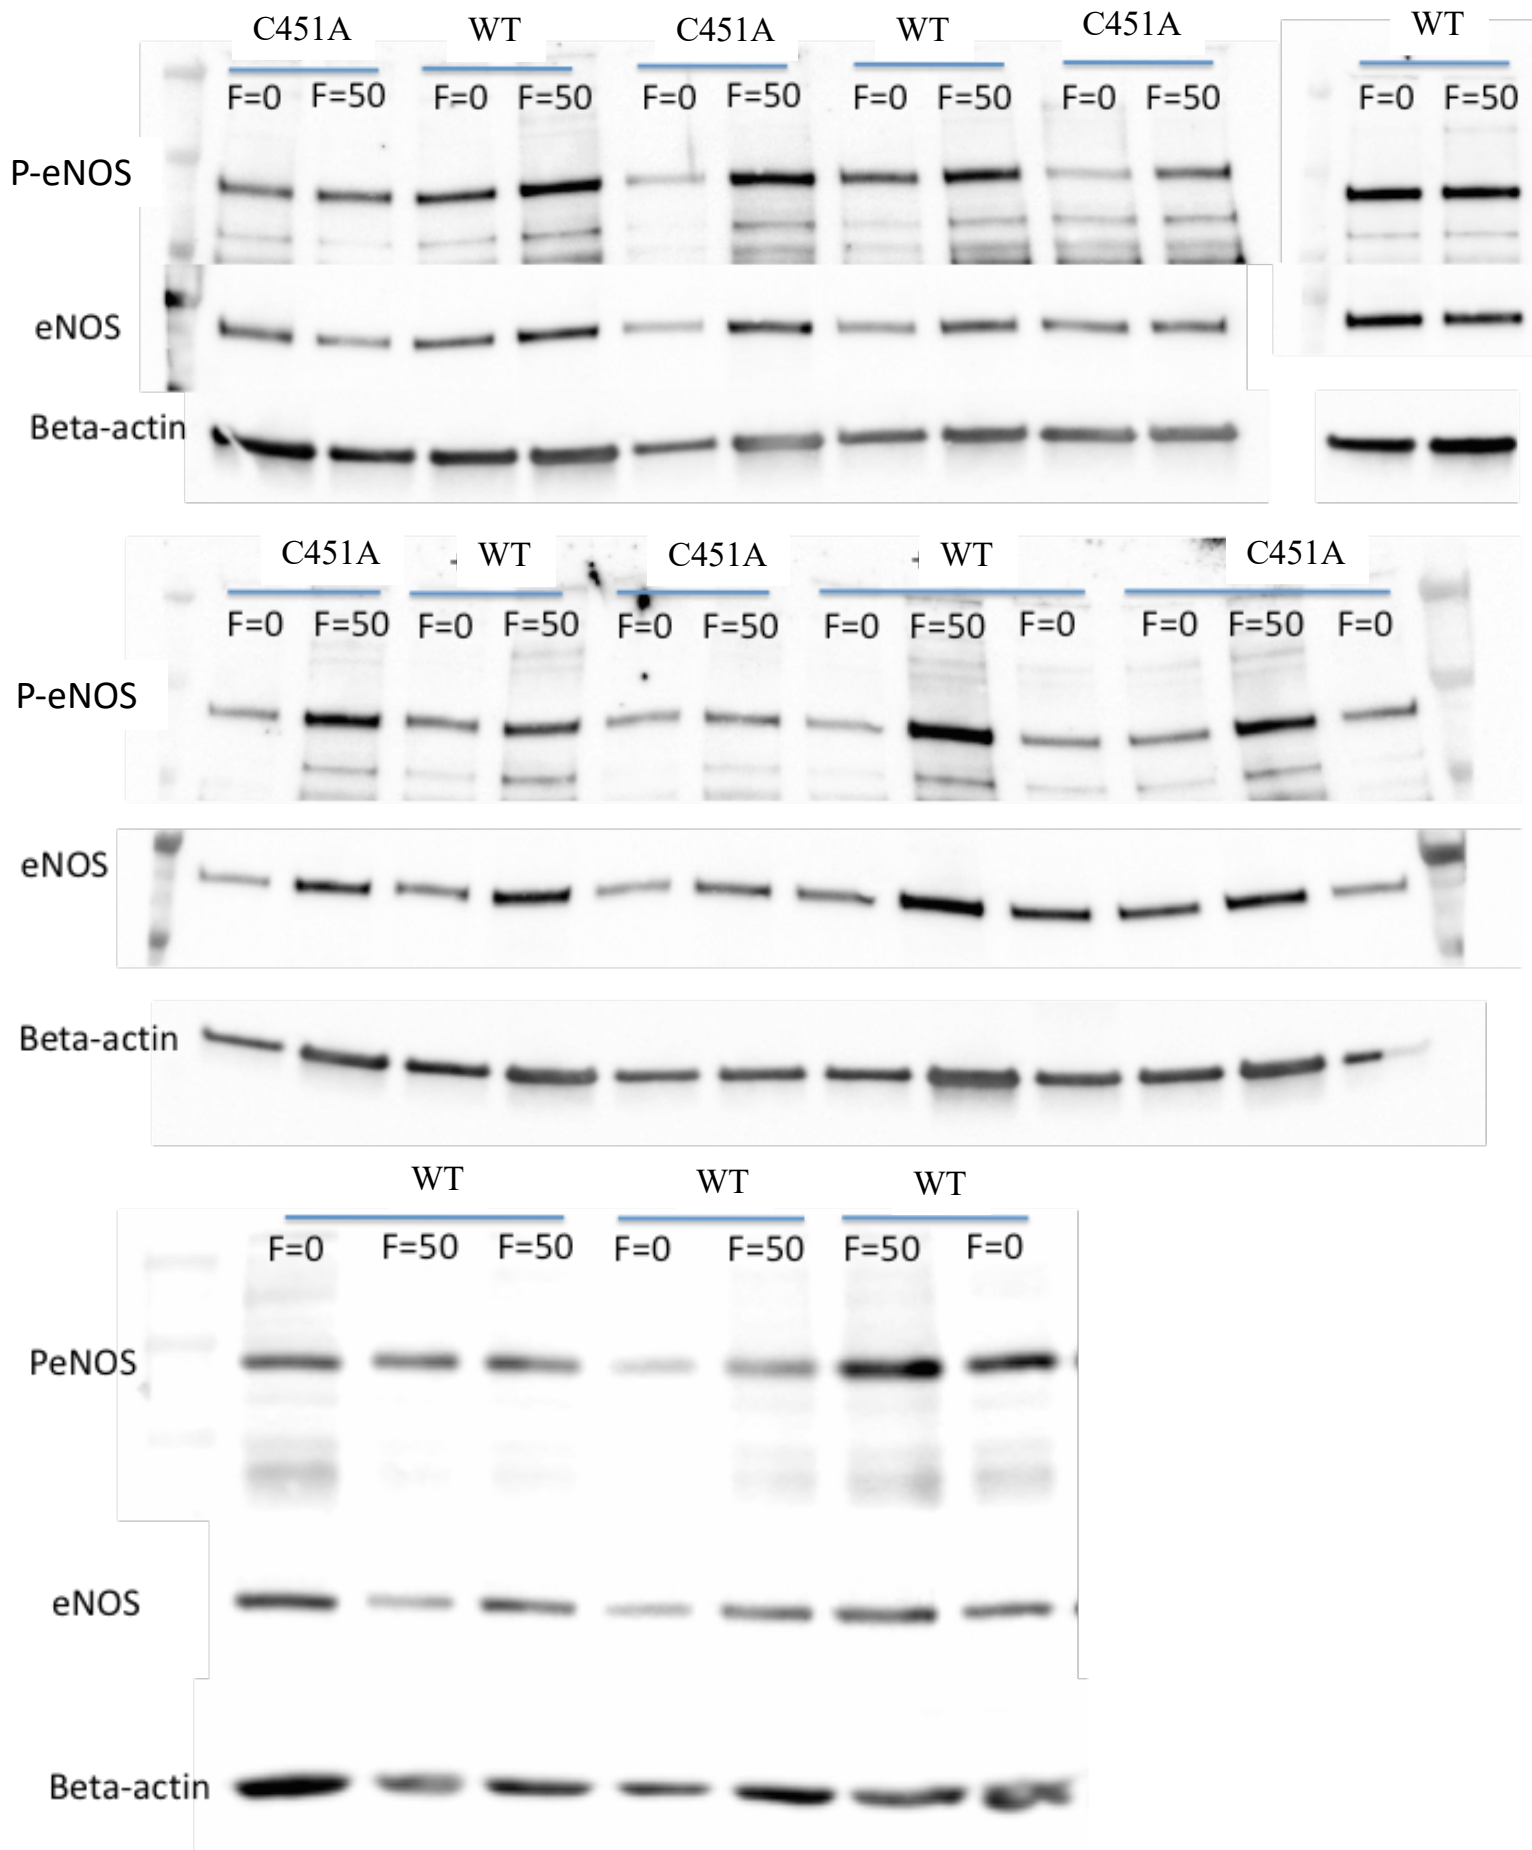 C451A WT C451A WT C451A WT
F=0 F=50 F=0 F=50 F=0 F=50 F=0 F=50 F=0 F=50 F=0 F=50
P-eNOS
eNOS
Beta-actin
C451A WT C451A WT C451A
F=0 F=50 F=0 F=50 F=0 F=50 F=0 F=50 F=0 F=0 F=50 F=0
P-eNOS
eNOS
Beta-actin
WT WT WT
F=0 F=50 F=50 F=0 F=50 F=50 F=0
PeNOS
eNOS
Beta-actin